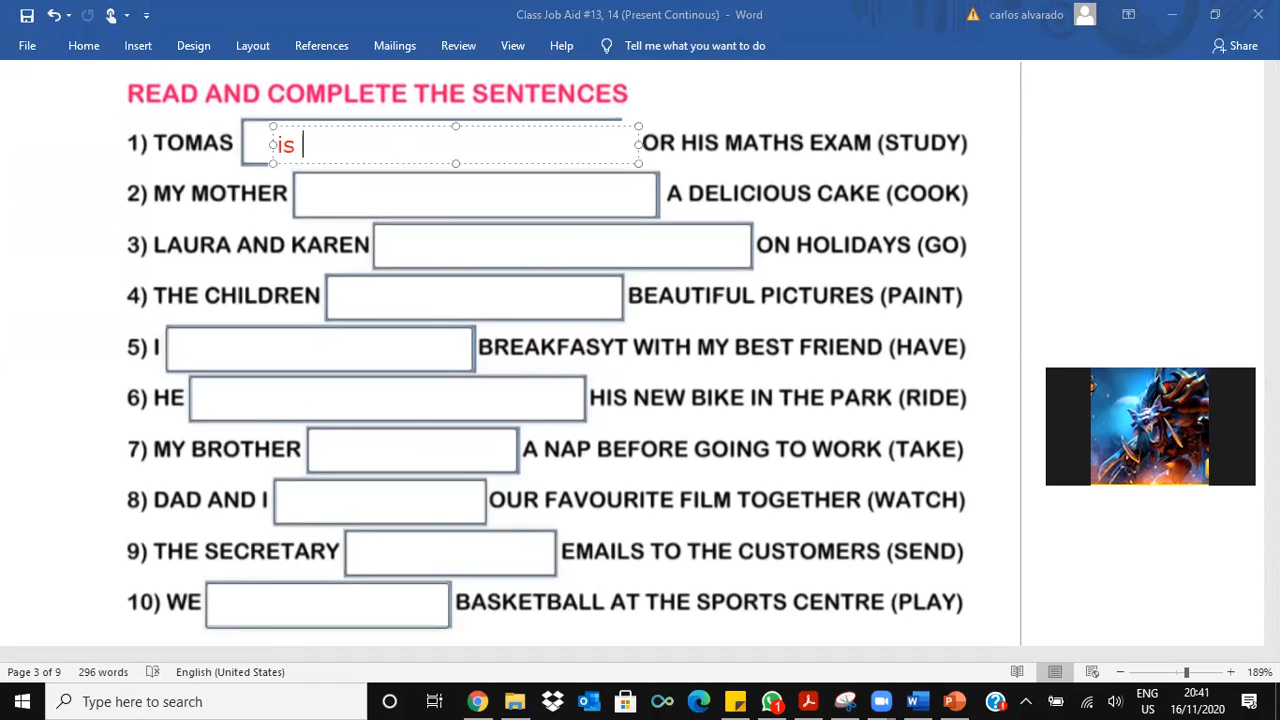 Class Job Aid #13, 14 (Present Continous) - Word
carlos alvarado
File Home Insert Design Layout References Mailings Review View Help Tell me what you want to do Share
READ AND COMPLETE THE SENTENCES
1) TOMAS is OR HIS MATHS EXAM (STUDY)
2) MY MOTHER A DELICIOUS CAKE (COOK)
3) LAURA AND KAREN ON HOLIDAYS (GO)
4) THE CHILDREN BEAUTIFUL PICTURES (PAINT)
5) I BREAKFASYT WITH MY BEST FRIEND (HAVE)
6) HE HIS NEW BIKE IN THE PARK (RIDE)
7) MY BROTHER A NAP BEFORE GOING TO WORK (TAKE)
8) DAD AND I OUR FAVOURITE FILM TOGETHER (WATCH)
9) THE SECRETARY EMAILS TO THE CUSTOMERS (SEND)
10) WE BASKETBALL AT THE SPORTS CENTRE (PLAY)
Page 3 of 9 296 words English (United States) 189%
Type here to search
ENG 20:41
US 16/11/2020